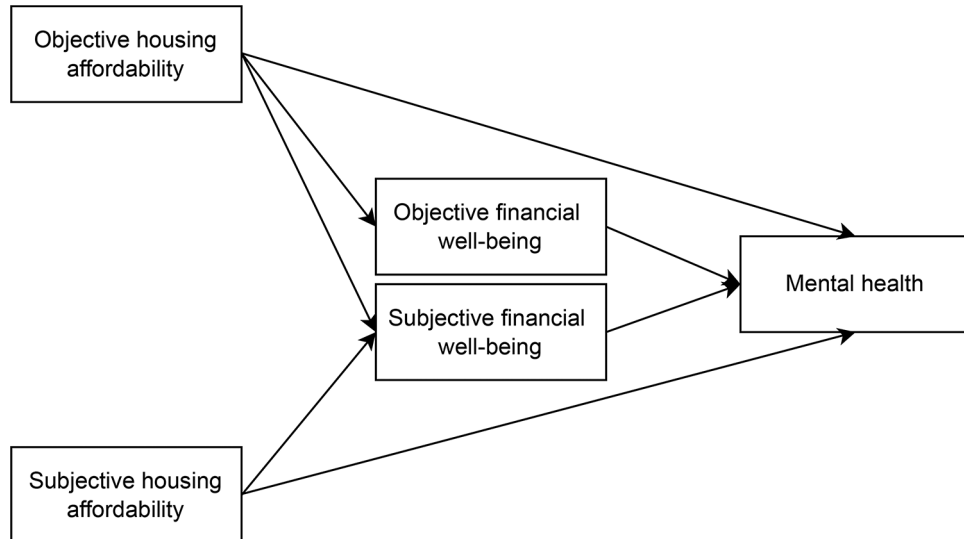 Objective housing
affordability
Objective financial
well-being
Subjective financial
well-being
Mental health
Subjective housing
affordability